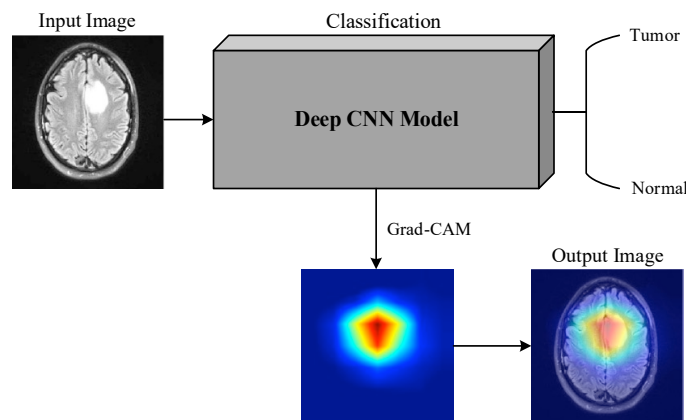 Input Image
Classification
Deep CNN Model
Tumor
Normal
Grad-CAM
Output Image